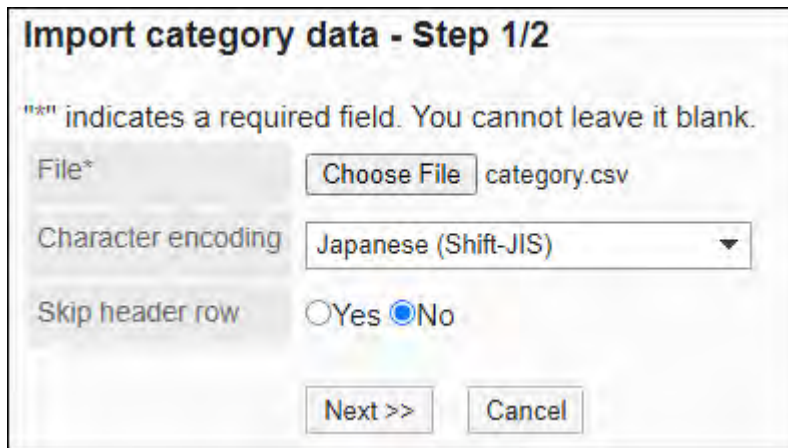 Import category data - Step 1/2
"*" indicates a required field. You cannot leave it blank.
File* Choose File category.csv
Character encoding Japanese (Shift-JIS)
Skip header row Yes No
Next >> Cancel